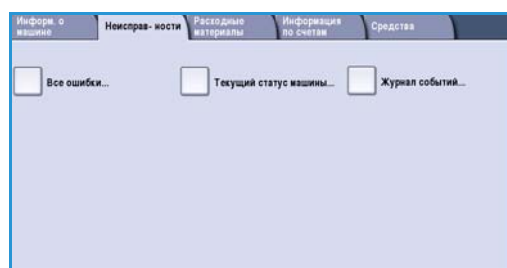 Информ. о
машине
Неисправ- ности
Расходные
материалы
Информация
по счетам
Средства
Все ошибки...
Текущий статус машины...
Журнал событий...